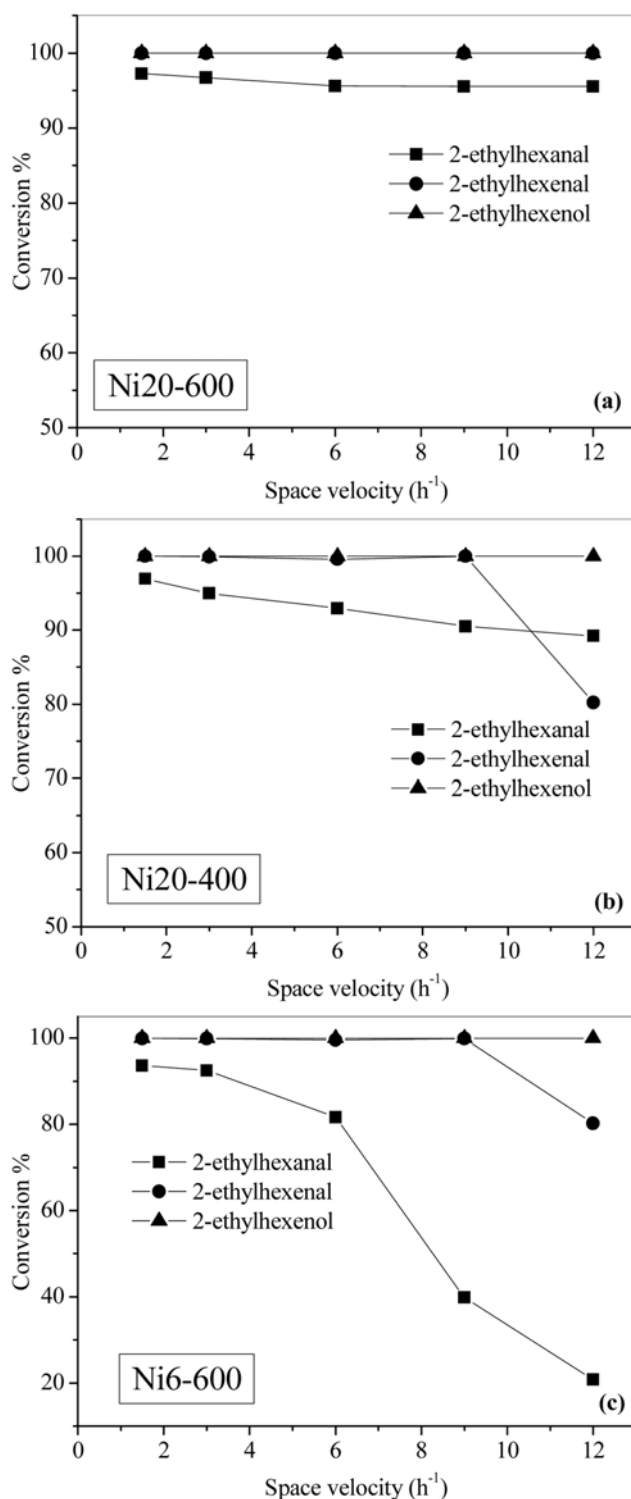 100
90
80
70
60
50
Conversion %
2-ethylhexanal
2-ethylhexenal
2-ethylhexenol
Ni20-600
(a)
0 2 4 6 8 10 12
Space velocity (h⁻¹)
100
90
80
70
60
50
Conversion %
2-ethylhexanal
2-ethylhexenal
2-ethylhexenol
Ni20-400
(b)
0 2 4 6 8 10 12
Space velocity (h⁻¹)
100
80
60
40
20
Conversion %
2-ethylhexanal
2-ethylhexenal
2-ethylhexenol
Ni6-600
(c)
0 2 4 6 8 10 12
Space velocity (h⁻¹)